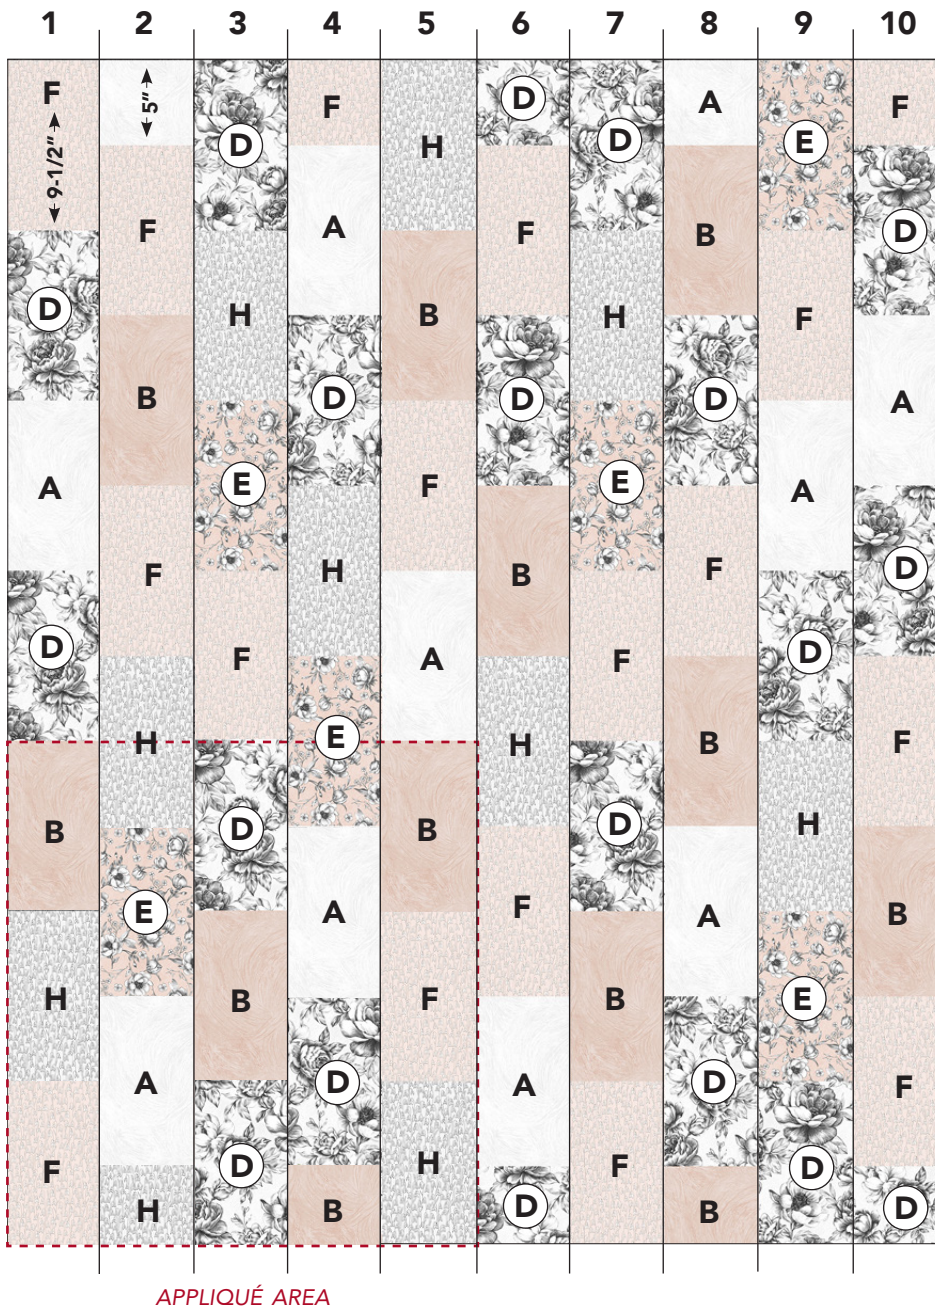 1 2 3 4 5 6 7 8 9 10
F 5" D F H D D A E F
9-1/2"
F A F B D
D H B H F
B D F D D A
A E F E A
F H B F D
D F A F D
H E H B F
B D B D H
E A F F A B
H B F B E
A D A D F
F D H D F D
H B D B D
APPLIQUÉ AREA